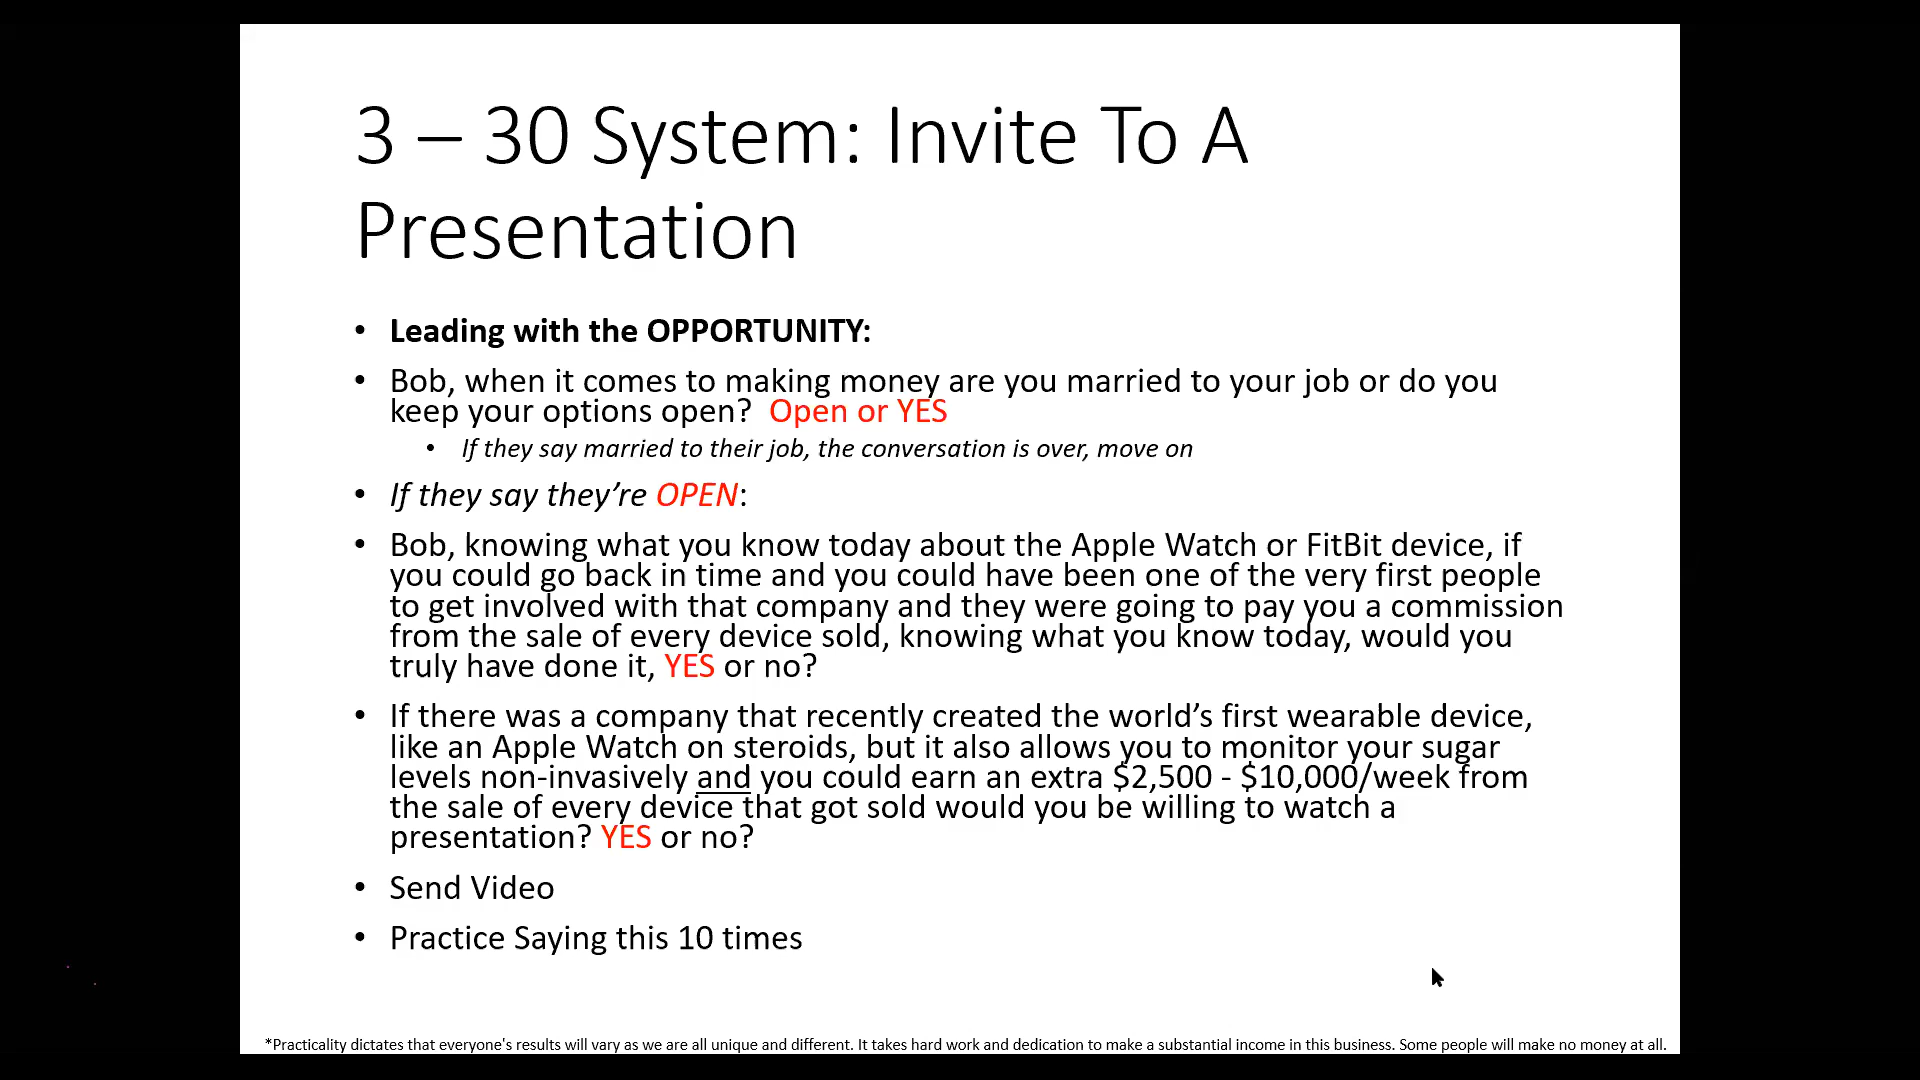 3 – 30 System: Invite To A
Presentation
• Leading with the OPPORTUNITY:
• Bob, when it comes to making money are you married to your job or do you
keep your options open? Open or YES
• If they say married to their job, the conversation is over, move on
• If they say they’re OPEN:
• Bob, knowing what you know today about the Apple Watch or FitBit device, if
you could go back in time and you could have been one of the very first people
to get involved with that company and they were going to pay you a commission
from the sale of every device sold, knowing what you know today, would you
truly have done it, YES or no?
• If there was a company that recently created the world’s first wearable device,
like an Apple Watch on steroids, but it also allows you to monitor your sugar
levels non-invasively and you could earn an extra $2,500 - $10,000/week from
the sale of every device that got sold would you be willing to watch a
presentation? YES or no?
• Send Video
• Practice Saying this 10 times
*Practicality dictates that everyone's results will vary as we are all unique and different. It takes hard work and dedication to make a substantial income in this business. Some people will make no money at all.